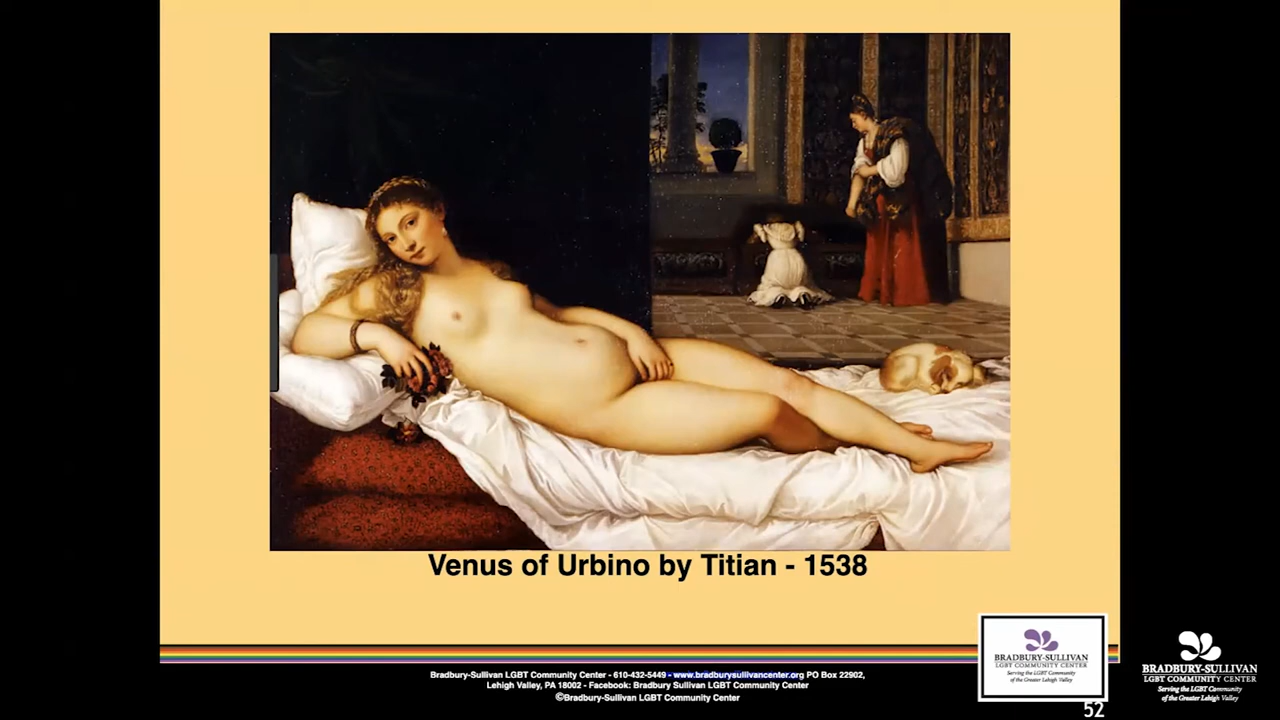 Venus of Urbino by Titian - 1538
BRADBURY-SULLIVAN
LGBT COMMUNITY CENTER
Serving the LGBT Community
of the Greater Lehigh Valley
BRADBURY-SULLIVAN
LGBT COMMUNITY CENTER
Serving the LGBT Community
of the Greater Lehigh Valley
Bradbury-Sullivan LGBT Community Center - 610-432-5449 - www.bradburysullivancenter.org PO Box 22902,
Lehigh Valley, PA 18002 - Facebook: Bradbury Sullivan LGBT Community Center
©Bradbury-Sullivan LGBT Community Center
52